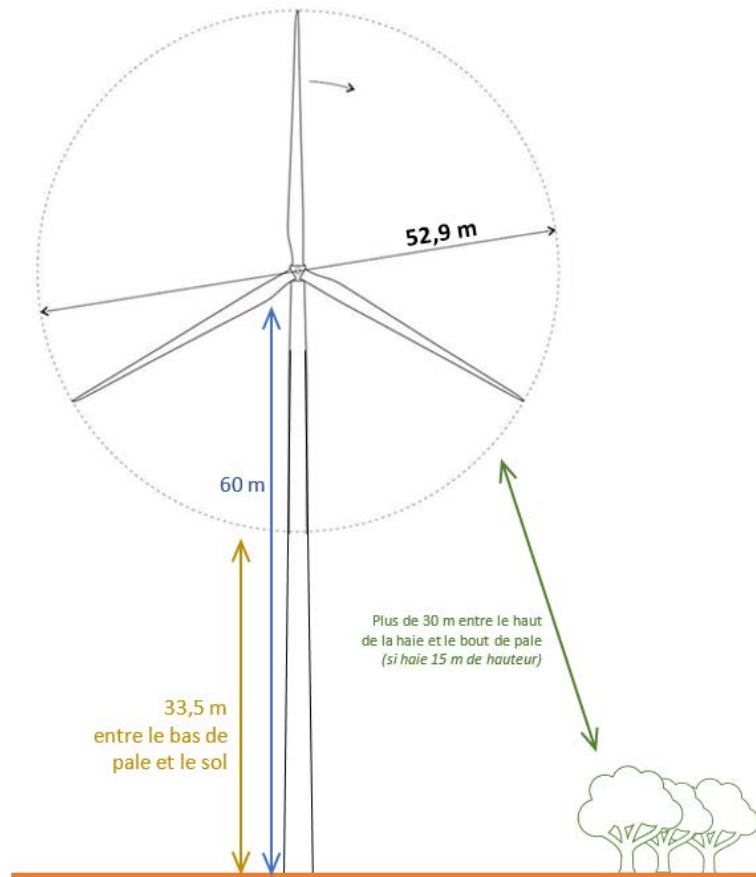 52,9 m
60 m
Plus de 30 m entre le haut
de la haie et le bout de pale
(si haie 15 m de hauteur)
33,5 m
entre le bas de
pale et le sol